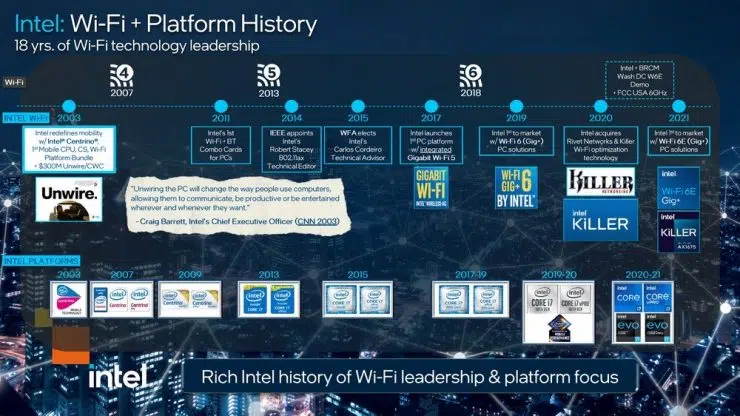 Intel: Wi-Fi + Platform History
18 yrs. of Wi-Fi technology leadership
Wi-Fi
4
2007
5
2013
6
2018
Intel + BRCM
Wash DC W6E
Demo
+ FCC USA 6GHz
INTEL Wi-Fi
2003
Intel redefines mobility
w/ Intel® Centrino®,
1st Mobile CPU, CS, Wi-Fi
Platform Bundle
+ $300M Unwire/CWC
Unwire.
2011
Intel's 1st
Wi-Fi + BT
Combo Cards
for PCs
2014
IEEE appoints
Intel's
Robert Stacey
802.11ax
Technical Editor
2015
WFA elects
Intel's
Carlos Cordeiro
Technical Advisor
2017
Intel launches
1st PC platform
w/ integrated
Gigabit Wi-Fi 5
GIGABIT
WI-FI
INTEL® WIRELESS-AC
2018
Intel 1st to market
w/ Wi-Fi 6 (Gig+)
PC solutions
WI-FI 6
GIG+
BY INTEL®
2020
Intel acquires
Rivet Networks & Killer
Wi-Fi optimization
technology
KILLER
NETWORKING
intel
KILLER
2021
Intel 1st to market
w/ Wi-Fi 6E (Gig+)
PC solutions
intel
Wi-Fi 6E
Gig+
intel
KILLER
AX1675
"Unwiring the PC will change the way people use computers,
allowing them to communicate, be productive or be entertained
wherever and whenever they want."
- Craig Barrett, Intel's Chief Executive Officer (CNN 2003)
INTEL PLATFORMS
2003
2007
2009
2013
2015
2017-19
2019-20
2020-21
intel
Centrino
MOBILE
TECHNOLOGY
intel
Centrino
intel
CORE i7
intel
CORE i7
vPRO
10TH GEN
intel
CORE
i7
intel
CORE
vPRO
i7
intel
evo
intel
evo
intel
Rich Intel history of Wi-Fi leadership & platform focus